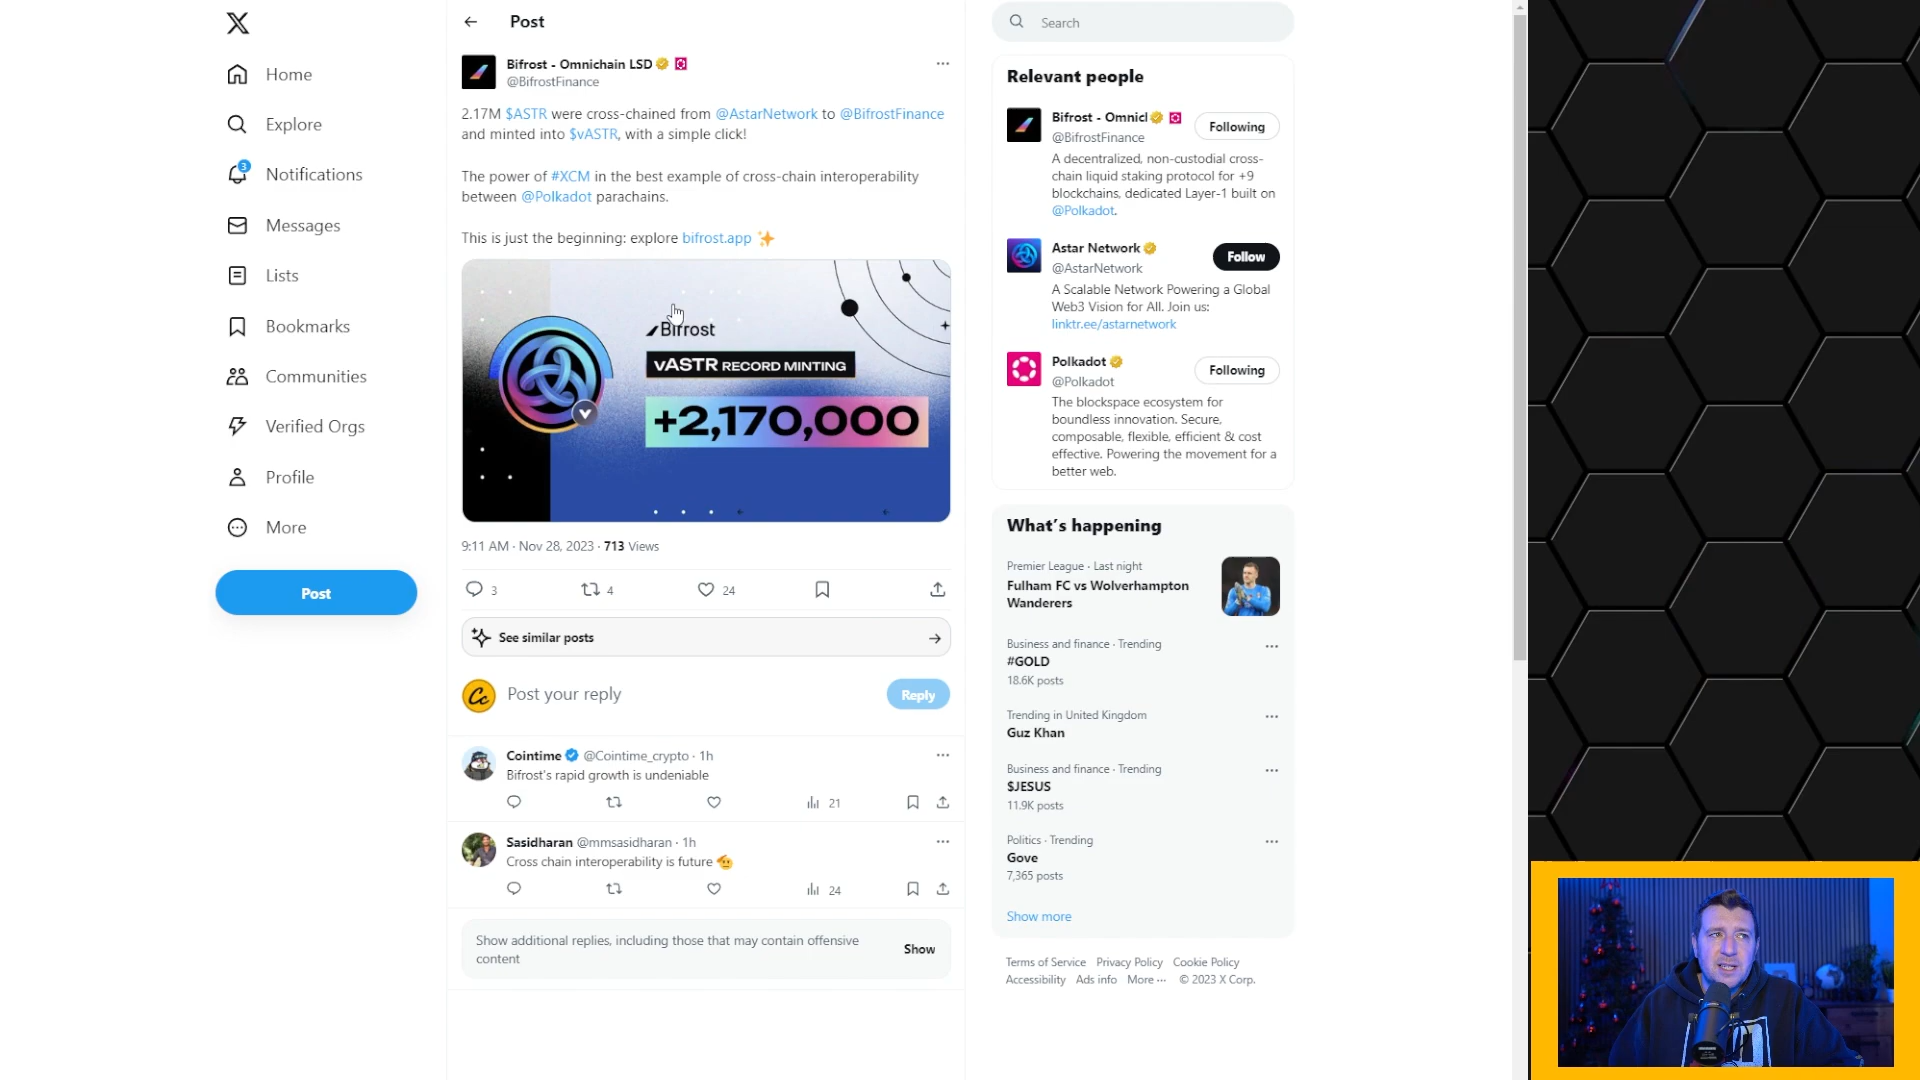 Home
Explore
3
Notifications
Messages
Lists
Bookmarks
Communities
Verified Orgs
Profile
More
Post
Post
Bifrost - Omnichain LSD
@BifrostFinance
2.17M $ASTR were cross-chained from @AstarNetwork to @BifrostFinance
and minted into $vASTR, with a simple click!
The power of #XCM in the best example of cross-chain interoperability
between @Polkadot parachains.
This is just the beginning: explore bifrost.app ✨
Bifrost
vASTR RECORD MINTING
+2,170,000
9:11 AM · Nov 28, 2023 · 713 Views
3 4 24
See similar posts
Post your reply
Reply
Cointime @Cointime_crypto · 1h
Bifrost's rapid growth is undeniable
21
Sasidharan @mmsasidharan · 1h
Cross chain interoperability is future 🫡
24
Show additional replies, including those that may contain offensive
content
Show
Search
Relevant people
Bifrost - Omnicl
@BifrostFinance
Following
A decentralized, non-custodial cross-
chain liquid staking protocol for +9
blockchains, dedicated Layer-1 built on
@Polkadot.
Astar Network
@AstarNetwork
Follow
A Scalable Network Powering a Global
Web3 Vision for All. Join us:
linktr.ee/astarnetwork
Polkadot
@Polkadot
Following
The blockspace ecosystem for
boundless innovation. Secure,
composable, flexible, efficient & cost
effective. Powering the movement for a
better web.
What's happening
Premier League · Last night
Fulham FC vs Wolverhampton
Wanderers
Business and finance · Trending
#GOLD
18.6K posts
Trending in United Kingdom
Guz Khan
Business and finance · Trending
$JESUS
11.9K posts
Politics · Trending
Gove
7,365 posts
Show more
Terms of Service Privacy Policy Cookie Policy
Accessibility Ads info More ··· © 2023 X Corp.